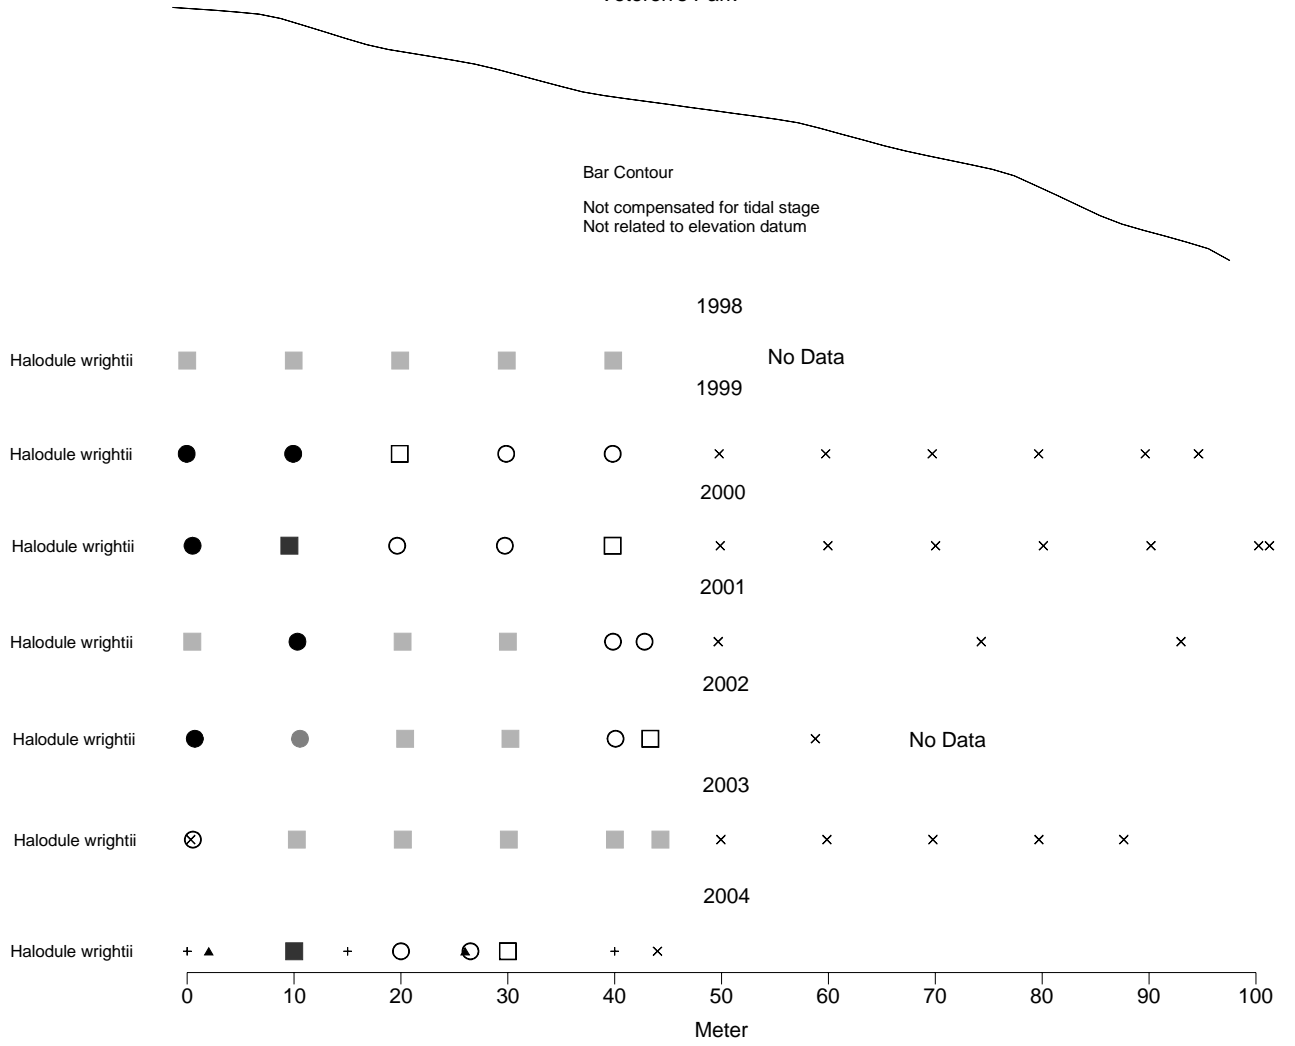 Bar Contour
Not compensated for tidal stage
Not related to elevation datum
1998
Halodule wrightii
No Data
1999
Halodule wrightii
2000
Halodule wrightii
2001
Halodule wrightii
2002
Halodule wrightii
No Data
2003
Halodule wrightii
2004
Halodule wrightii
0 10 20 30 40 50 60 70 80 90 100
Meter